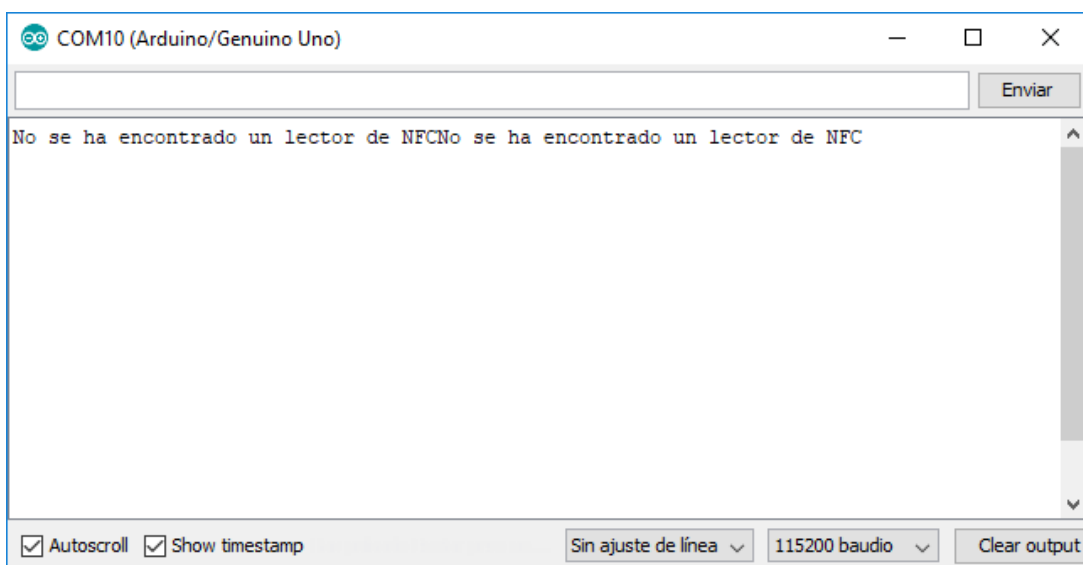 COM10 (Arduino/Genuino Uno)
Enviar
No se ha encontrado un lector de NFCNo se ha encontrado un lector de NFC
Autoscroll Show timestamp Sin ajuste de línea 115200 baudio Clear output